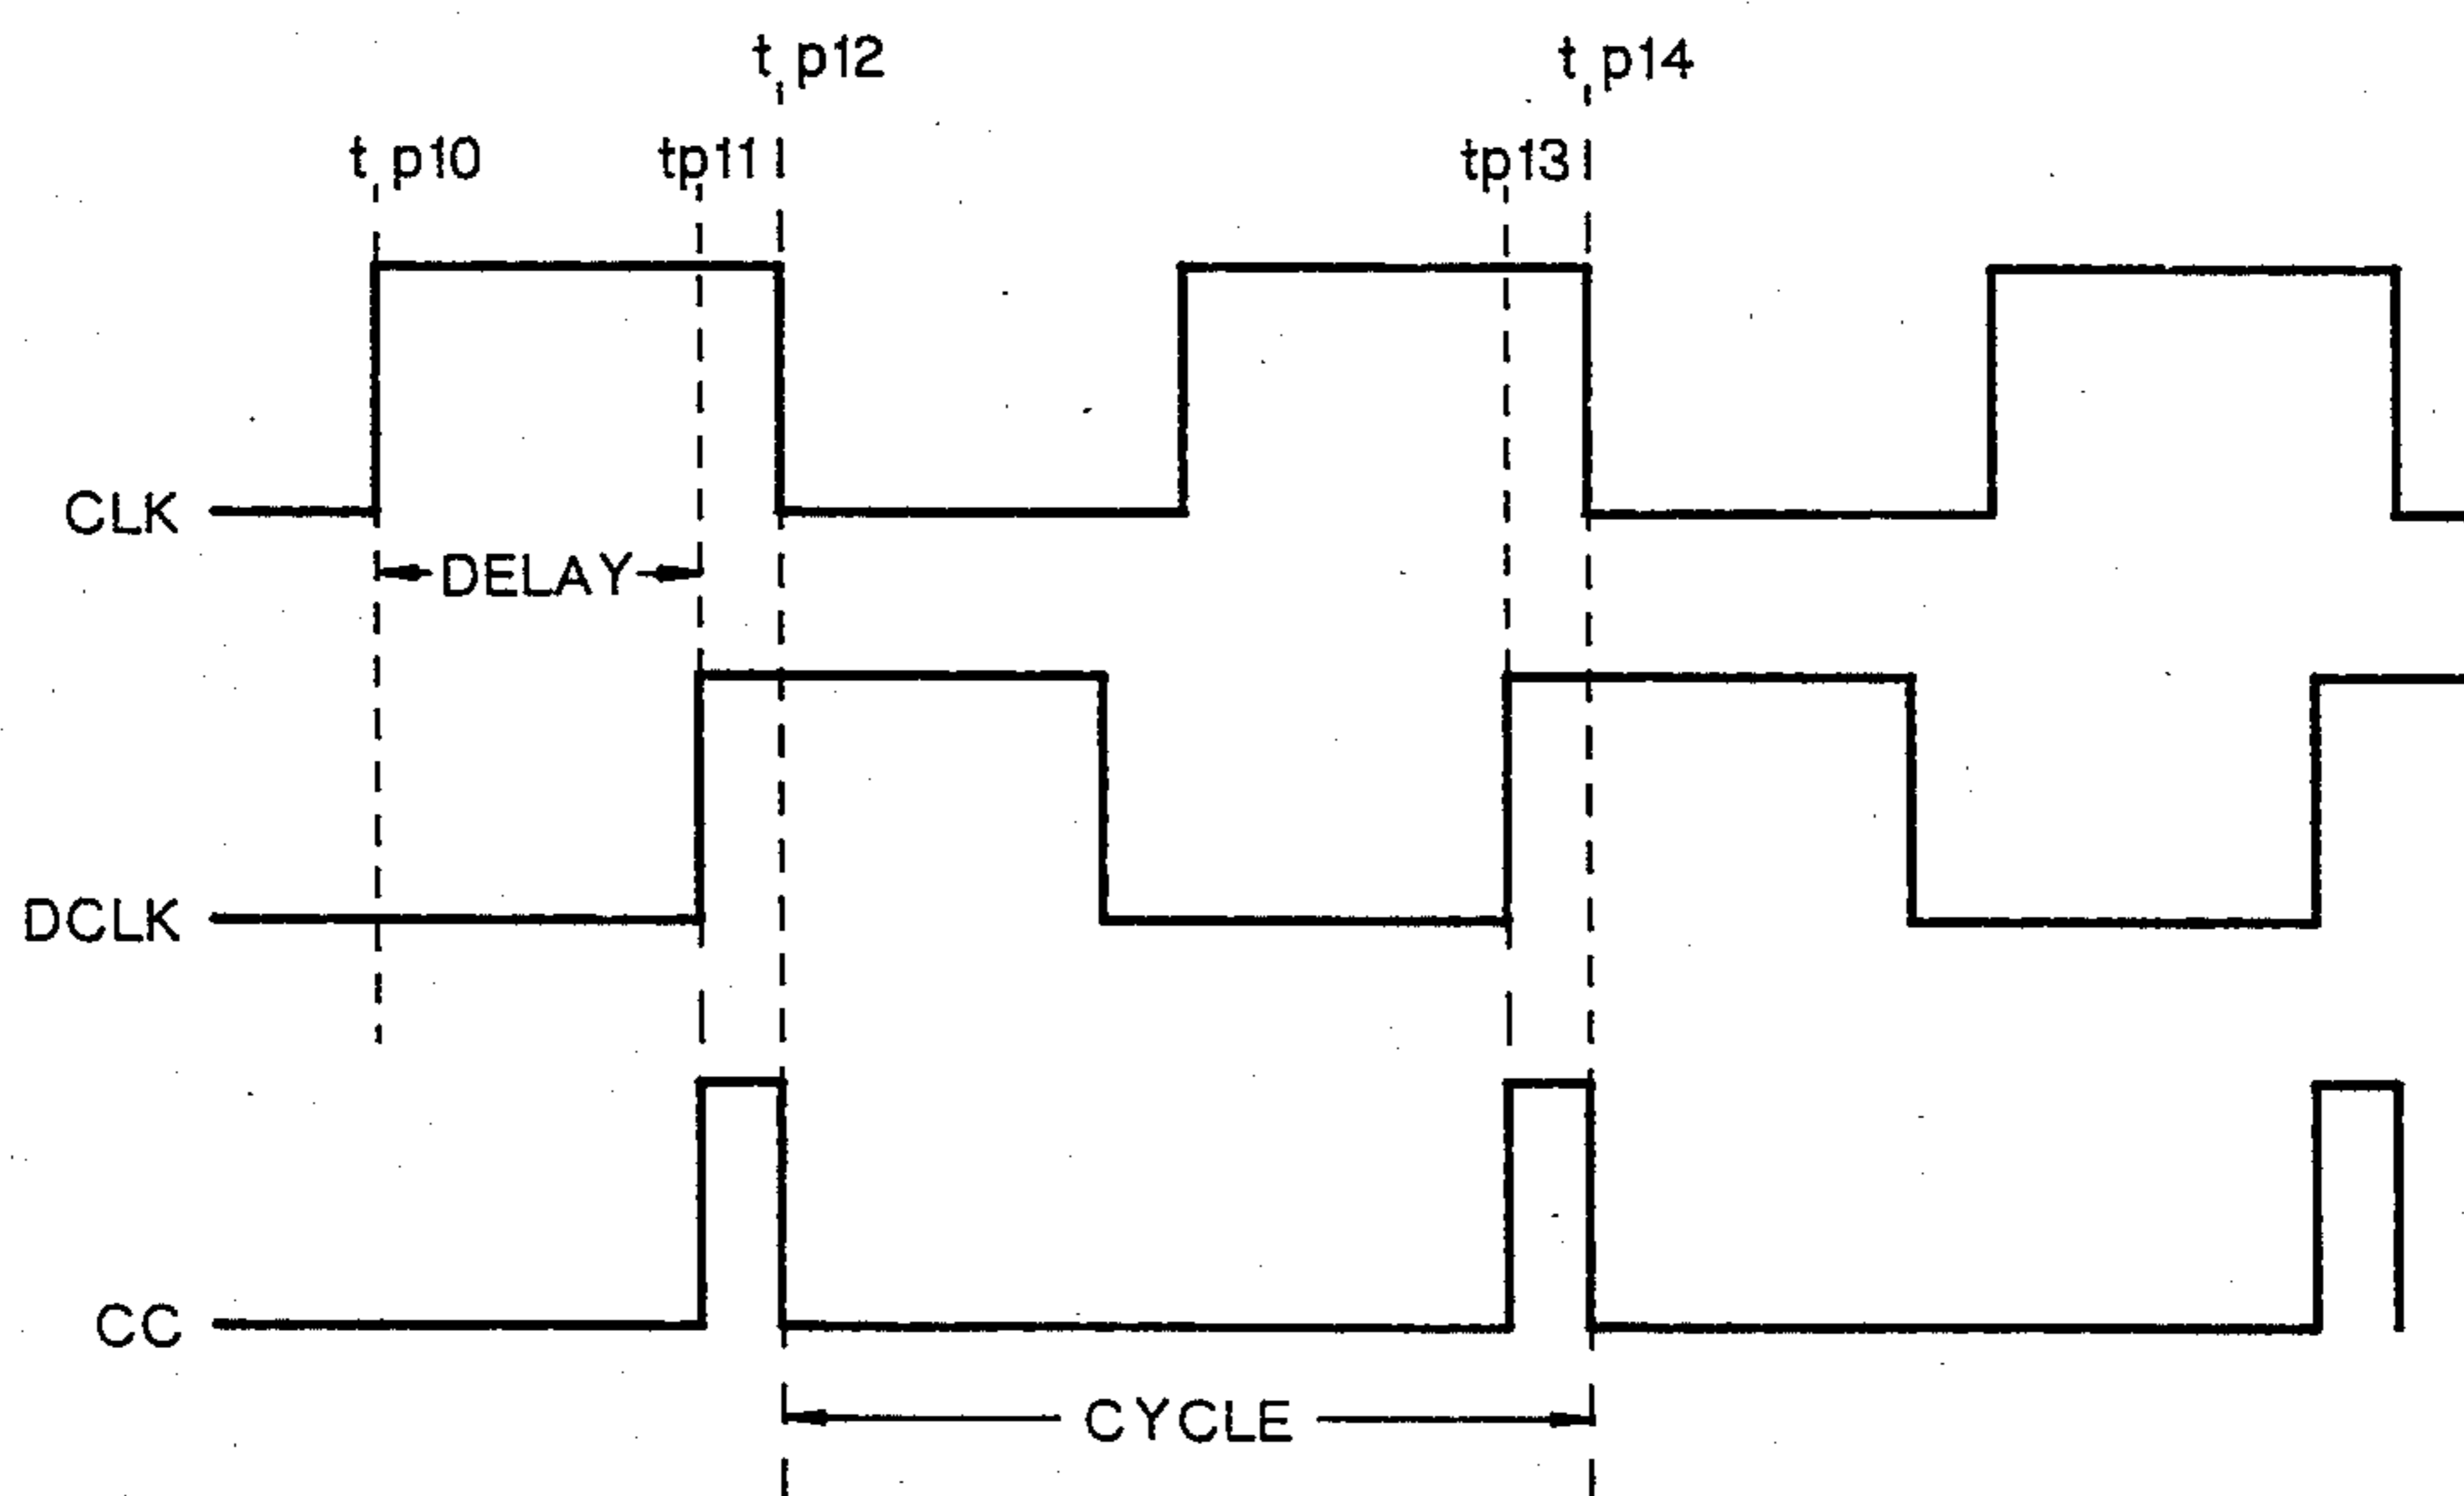 t p12
t p14
t p10
tp11
tp13
CLK
DELAY
DCLK
CC
CYCLE